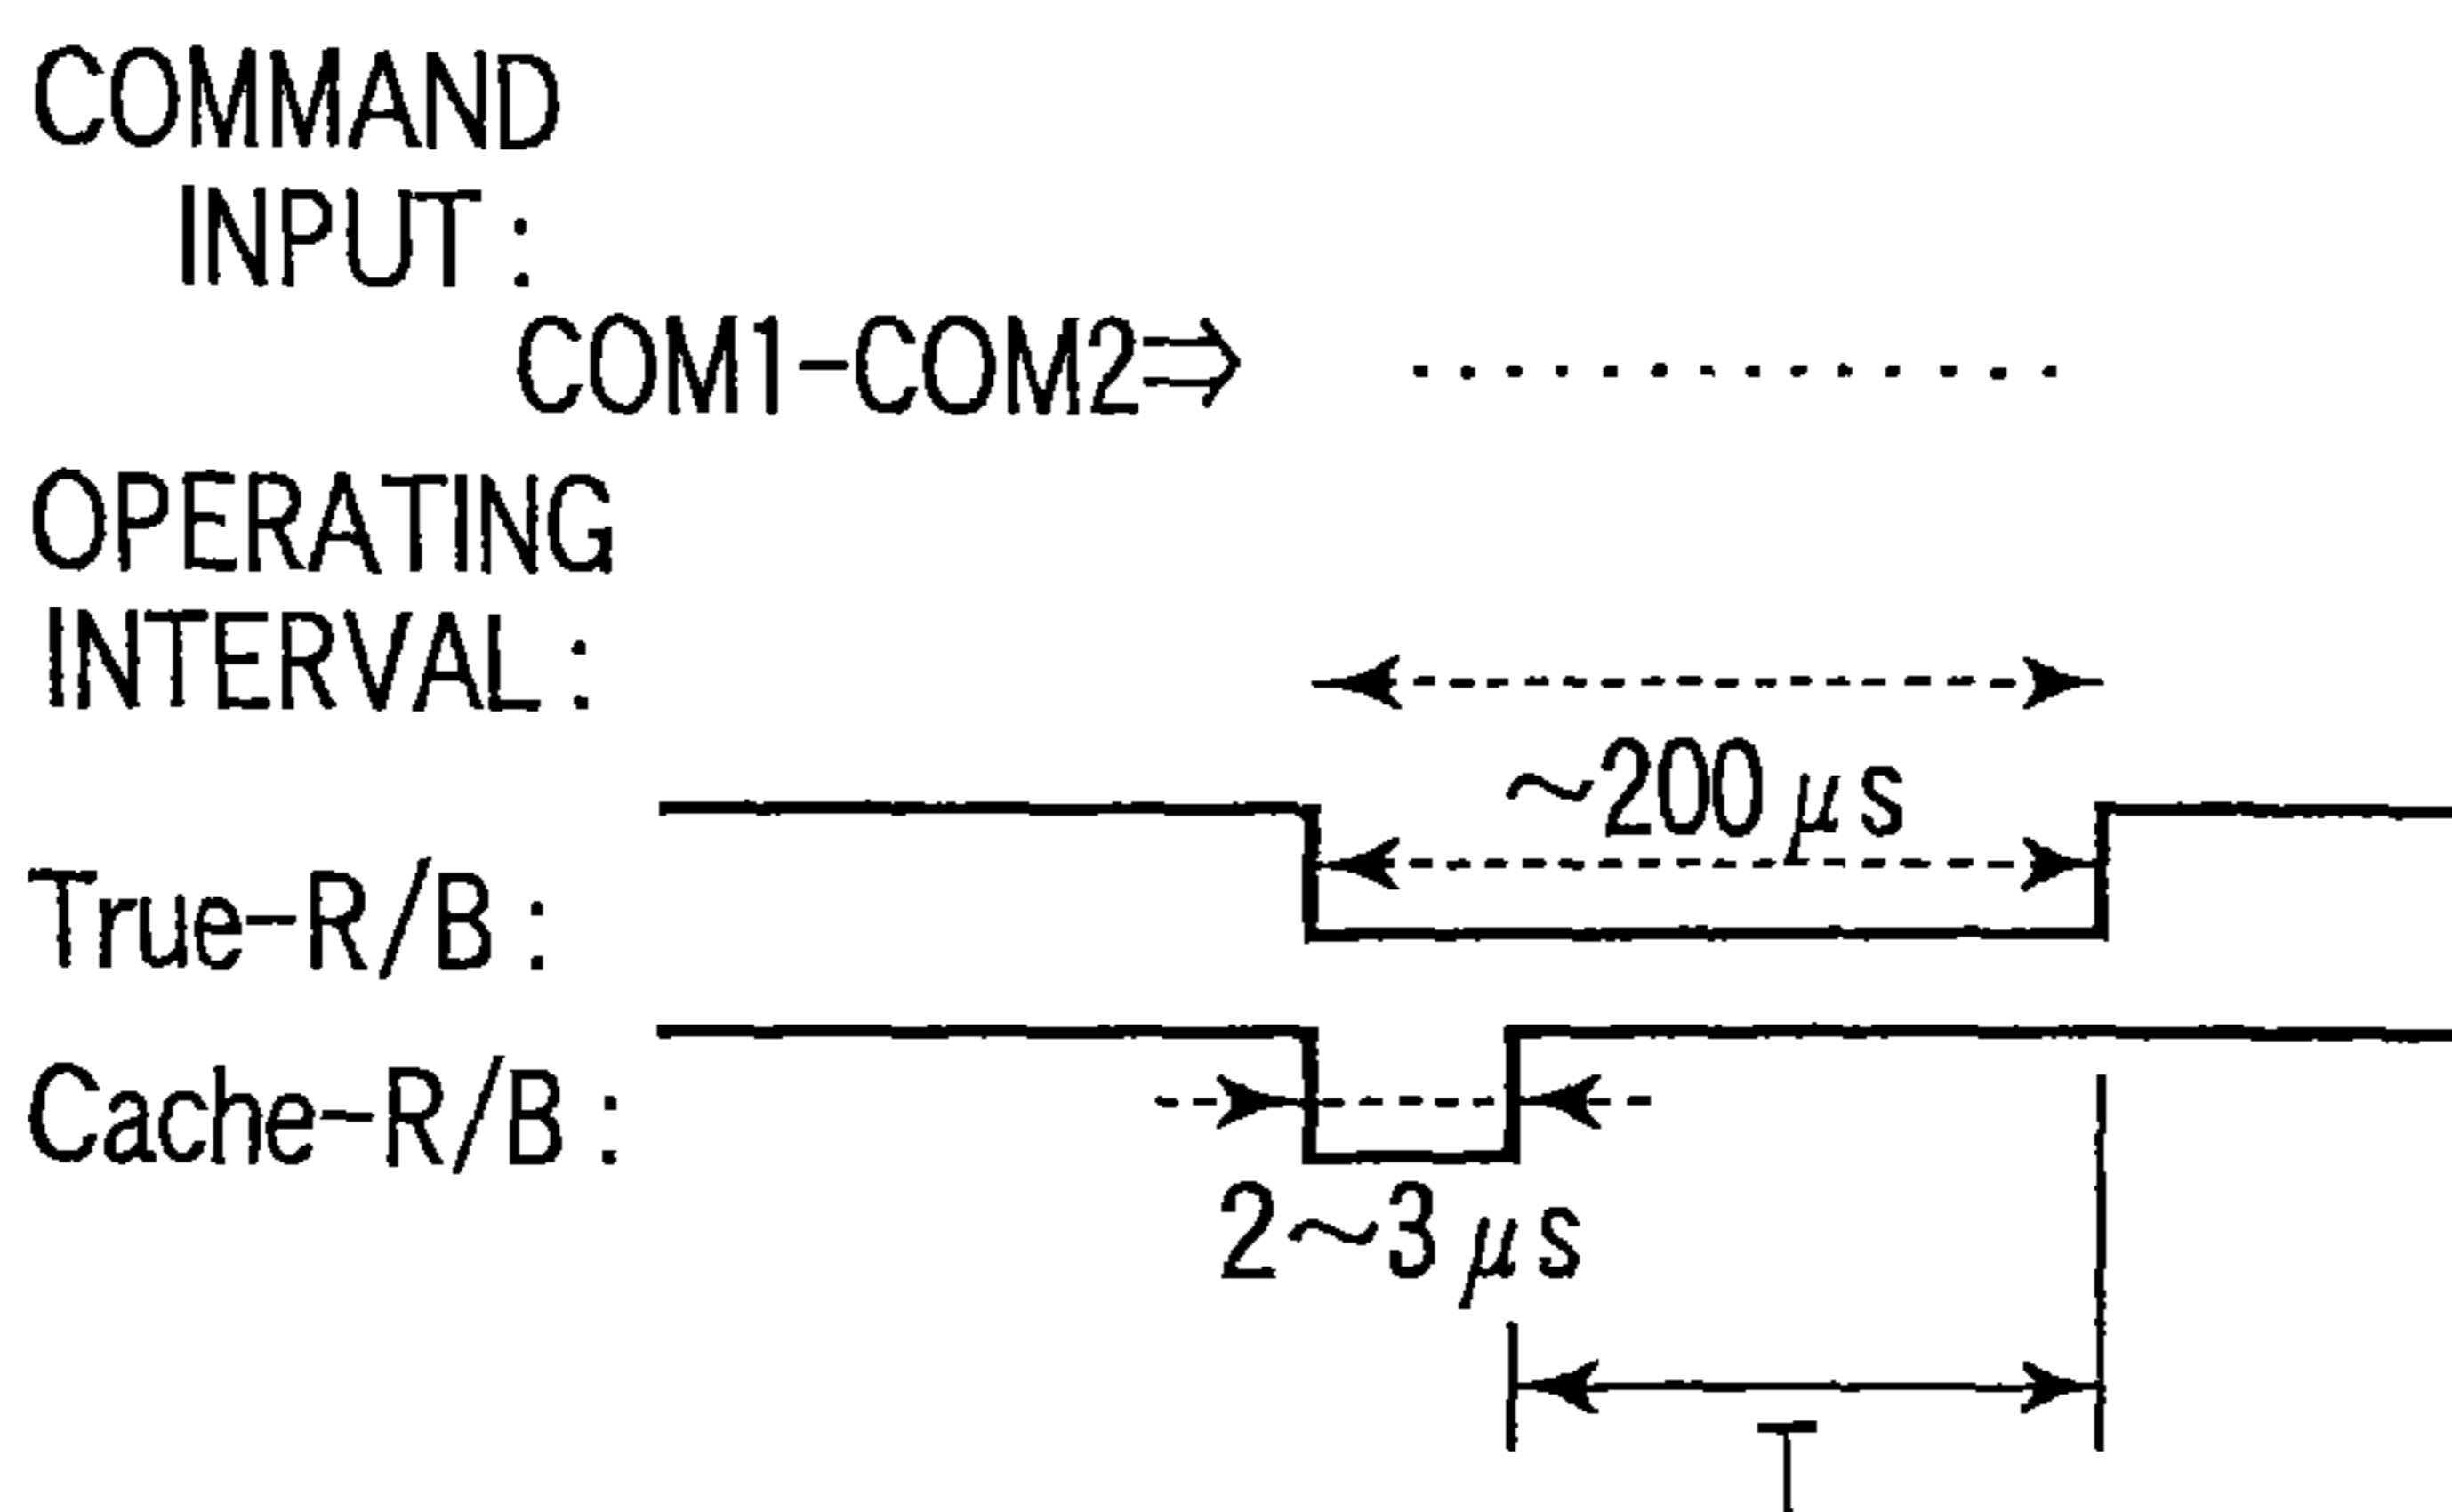 COMMAND
INPUT :
COM1-COM2⇒ ..............
OPERATING
INTERVAL :
~200 μs
True-R/B :
Cache-R/B :
2~3 μs
T